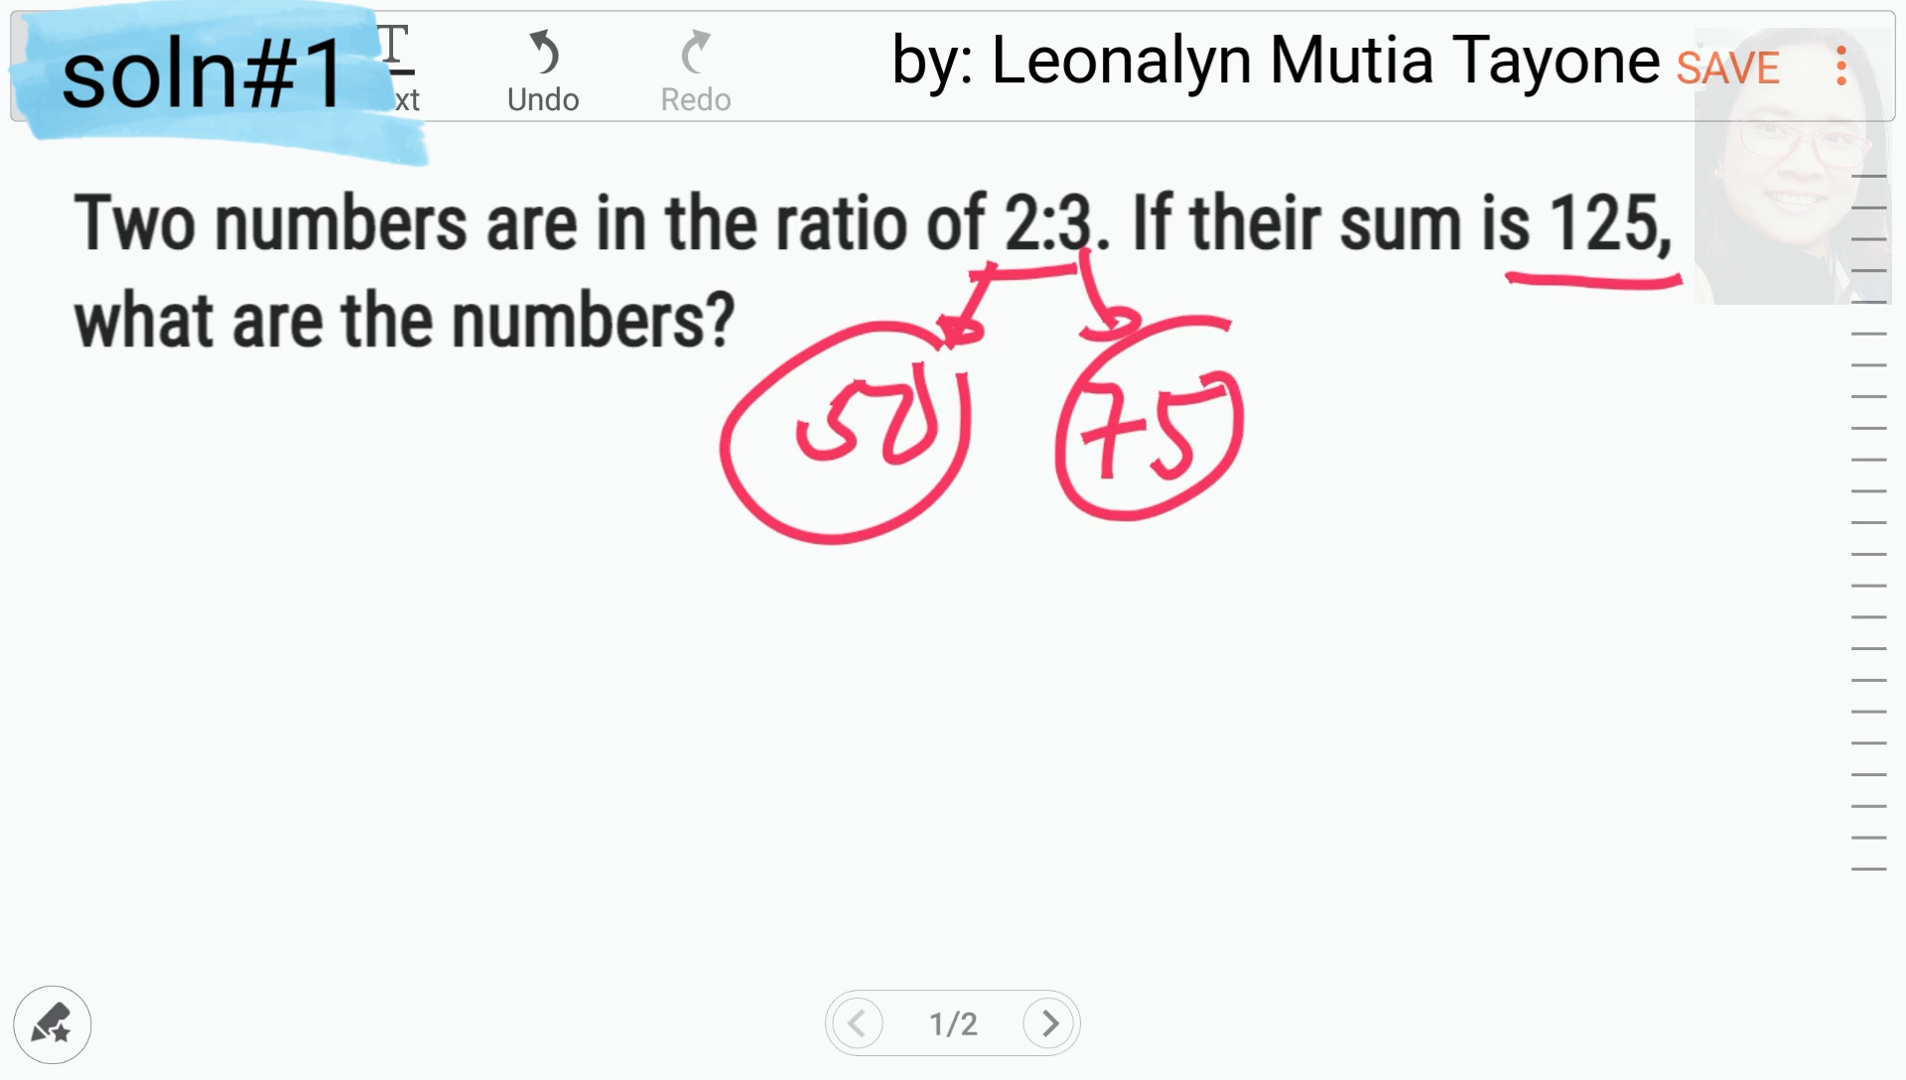 soln#1
T
xt
Undo
Redo
by: Leonalyn Mutia Tayone
SAVE
Two numbers are in the ratio of 2:3. If their sum is 125,
what are the numbers?
50
75
1/2